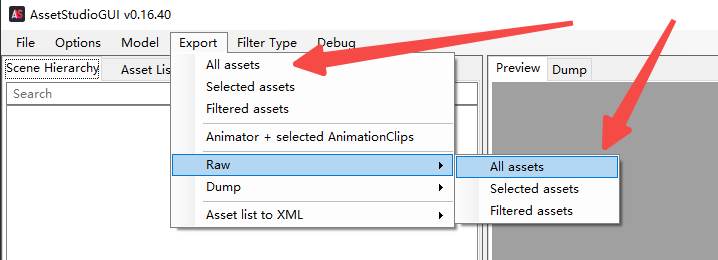 AS AssetStudioGUI v0.16.40
File Options Model Export Filter Type Debug
Scene Hierarchy Asset Lis All assets Preview Dump
Search Selected assets
Filtered assets
Animator + selected AnimationClips
Raw All assets
Dump Selected assets
Asset list to XML Filtered assets